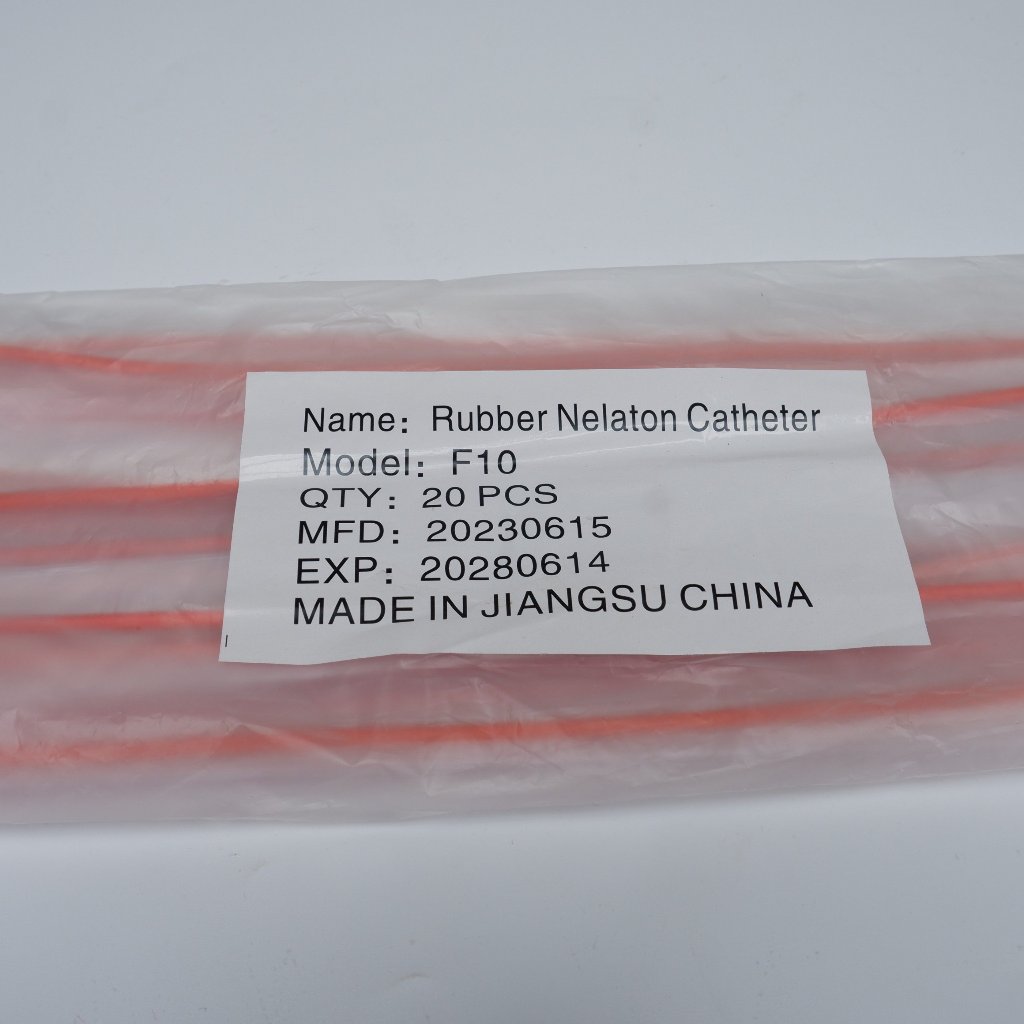 Name: Rubber Nelaton Catheter
Model: F10
QTY: 20 PCS
MFD: 20230615
EXP: 20280614
MADE IN JIANGSU CHINA